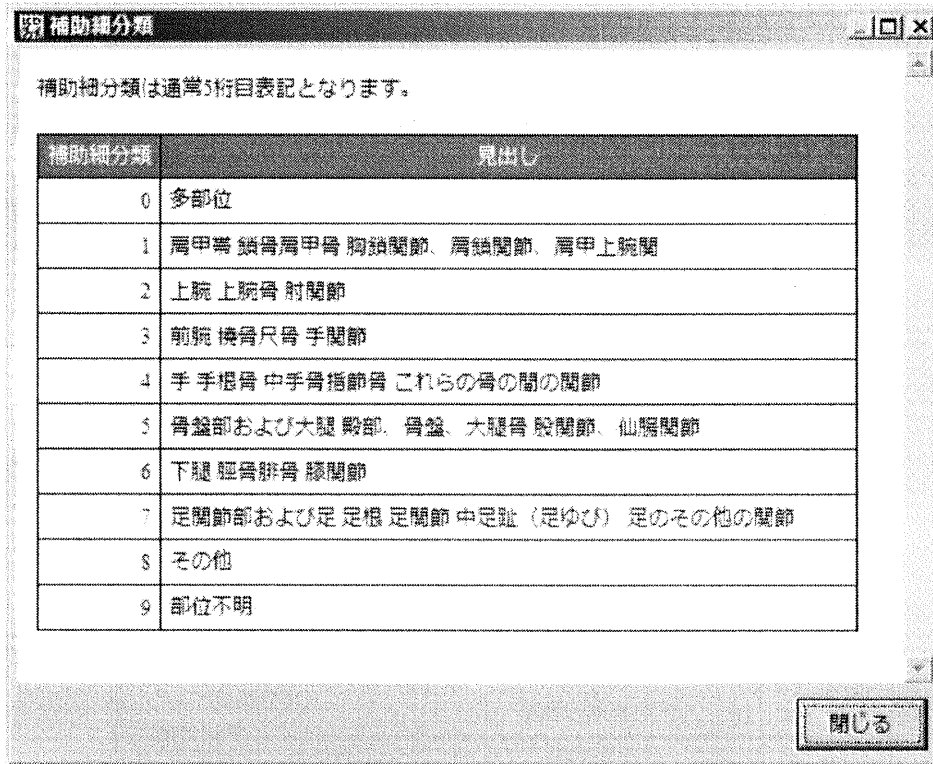 補助細分類
補助細分類は通常5桁目表記となります。
補助細分類 見出し
0 多部位
1 肩甲帯 鎖骨肩甲骨 胸鎖関節、肩鎖関節、肩甲上腕関
2 上腕 上腕骨 肘関節
3 前腕 橈骨尺骨 手関節
4 手 手根骨 中手骨指節骨 これらの骨の間の関節
5 骨盤部および大腿 殿部、骨盤、大腿骨 股関節、仙腸関節
6 下腿 脛骨腓骨 膝関節
7 足関節部および足 足根 足関節 中足趾（足ゆび） 足のその他の関節
8 その他
9 部位不明
閉じる